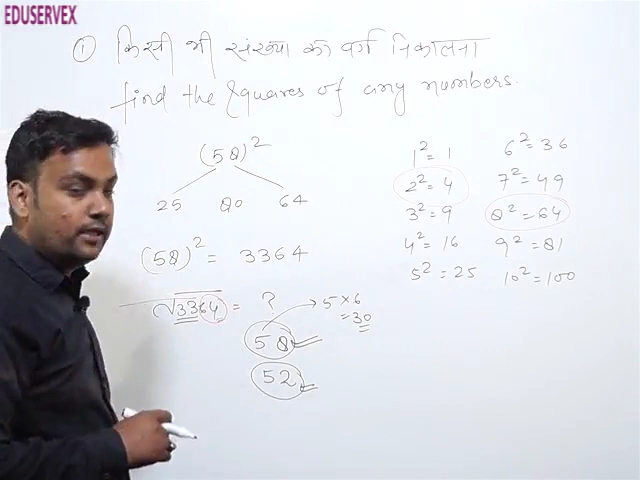 EDUSERVEX
① किसी भी संख्या का वर्ग निकालना
find the squares of any numbers.
(58)²
25 80 64
(58)² = 3364
√3364 = ?
5×6
=30
58
52
1² = 1
2² = 4
3² = 9
4² = 16
5² = 25
6² = 36
7² = 49
8² = 64
9² = 81
10² = 100